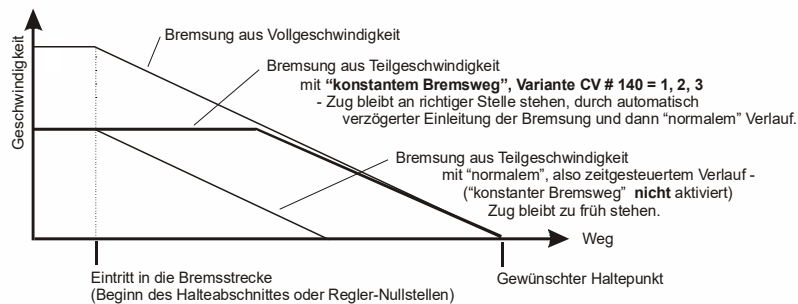 Geschwindigkeit
Bremsung aus Vollgeschwindigkeit
Bremsung aus Teilgeschwindigkeit
mit “konstantem Bremsweg”, Variante CV # 140 = 1, 2, 3
- Zug bleibt an richtiger Stelle stehen, durch automatisch
verzögerter Einleitung der Bremsung und dann “normalem” Verlauf.
Bremsung aus Teilgeschwindigkeit
mit “normalem”, also zeitgesteuertem Verlauf -
(“konstanter Bremsweg” nicht aktiviert)
Zug bleibt zu früh stehen.
Weg
Eintritt in die Bremsstrecke
(Beginn des Halteabschnittes oder Regler-Nullstellen)
Gewünschter Haltepunkt